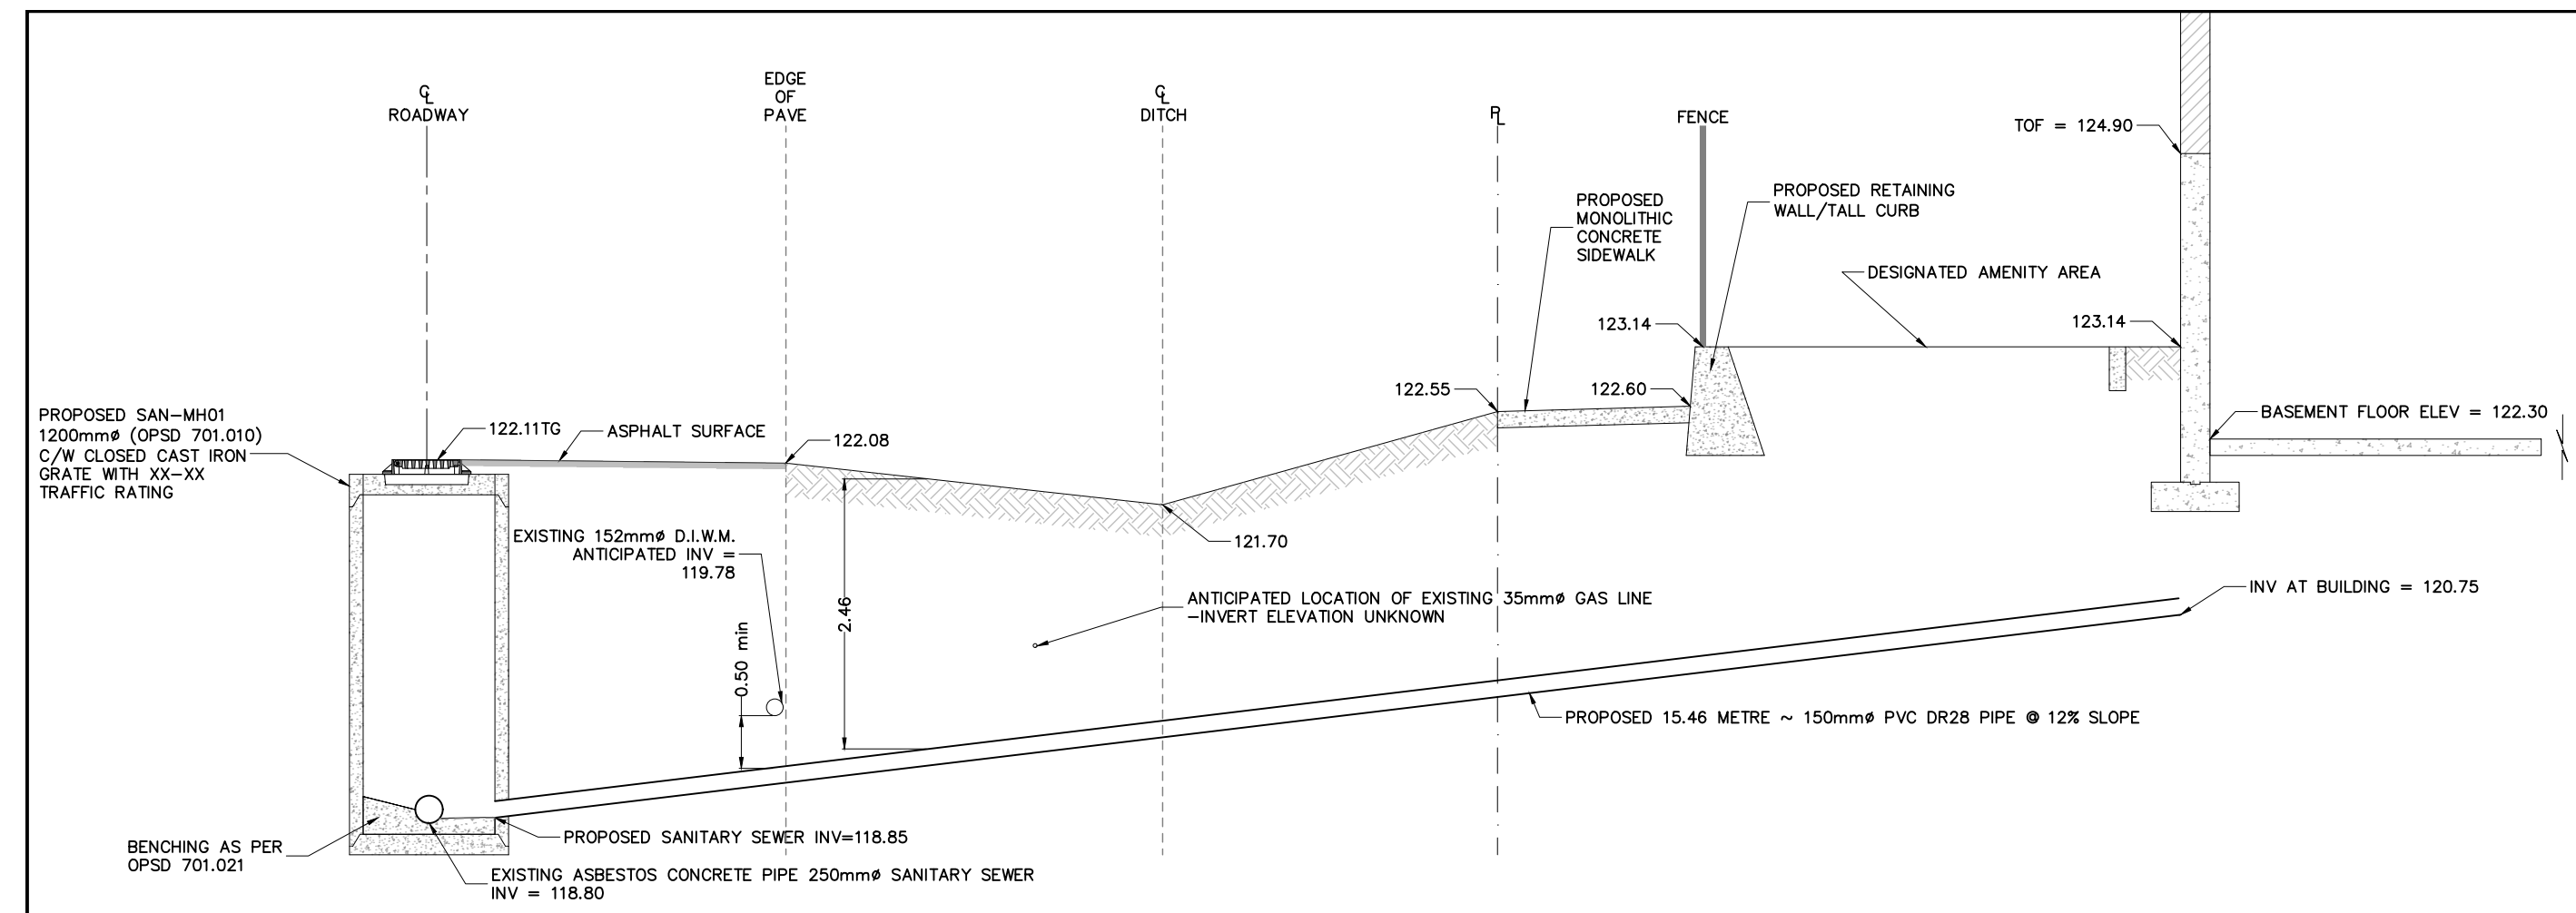 ℄
ROADWAY
EDGE
OF
PAVE
℄
DITCH
PL
FENCE
TOF = 124.90
PROPOSED
MONOLITHIC
CONCRETE
SIDEWALK
PROPOSED RETAINING
WALL/TALL CURB
DESIGNATED AMENITY AREA
123.14
123.14
122.55
122.60
BASEMENT FLOOR ELEV = 122.30
PROPOSED SAN-MH01
1200mmø (OPSD 701.010)
C/W CLOSED CAST IRON
GRATE WITH XX-XX
TRAFFIC RATING
122.11TG
ASPHALT SURFACE
122.08
EXISTING 152mmø D.I.W.M.
ANTICIPATED INV =
119.78
121.70
2.46
0.50 min
ANTICIPATED LOCATION OF EXISTING 35mmø GAS LINE
-INVERT ELEVATION UNKNOWN
INV AT BUILDING = 120.75
PROPOSED 15.46 METRE ~ 150mmø PVC DR28 PIPE @ 12% SLOPE
BENCHING AS PER
OPSD 701.021
PROPOSED SANITARY SEWER INV=118.85
EXISTING ASBESTOS CONCRETE PIPE 250mmø SANITARY SEWER
INV = 118.80